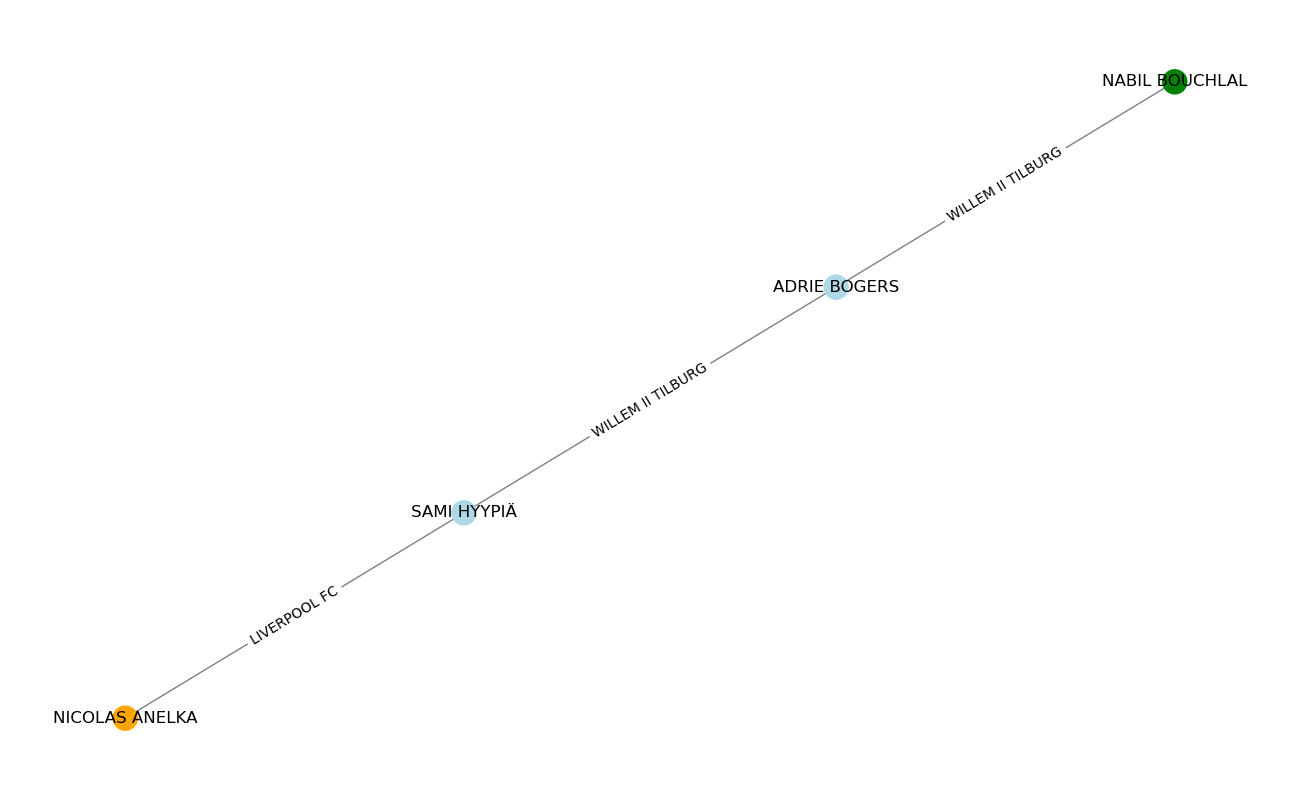 NABIL BOUCHLAL
WILLEM II TILBURG
ADRIE BOGERS
WILLEM II TILBURG
SAMI HYYPIÄ
LIVERPOOL FC
NICOLAS ANELKA